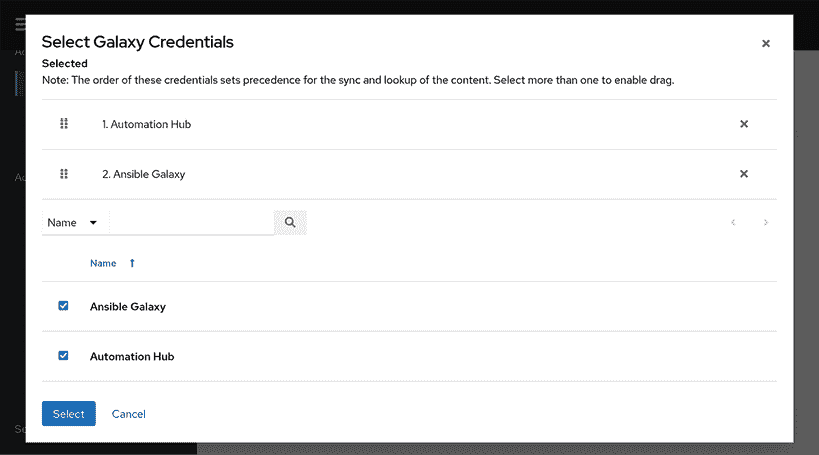 Select Galaxy Credentials
Selected
Note: The order of these credentials sets precedence for the sync and lookup of the content. Select more than one to enable drag.
1. Automation Hub
2. Ansible Galaxy
Name
Name
Ansible Galaxy
Automation Hub
Select
Cancel